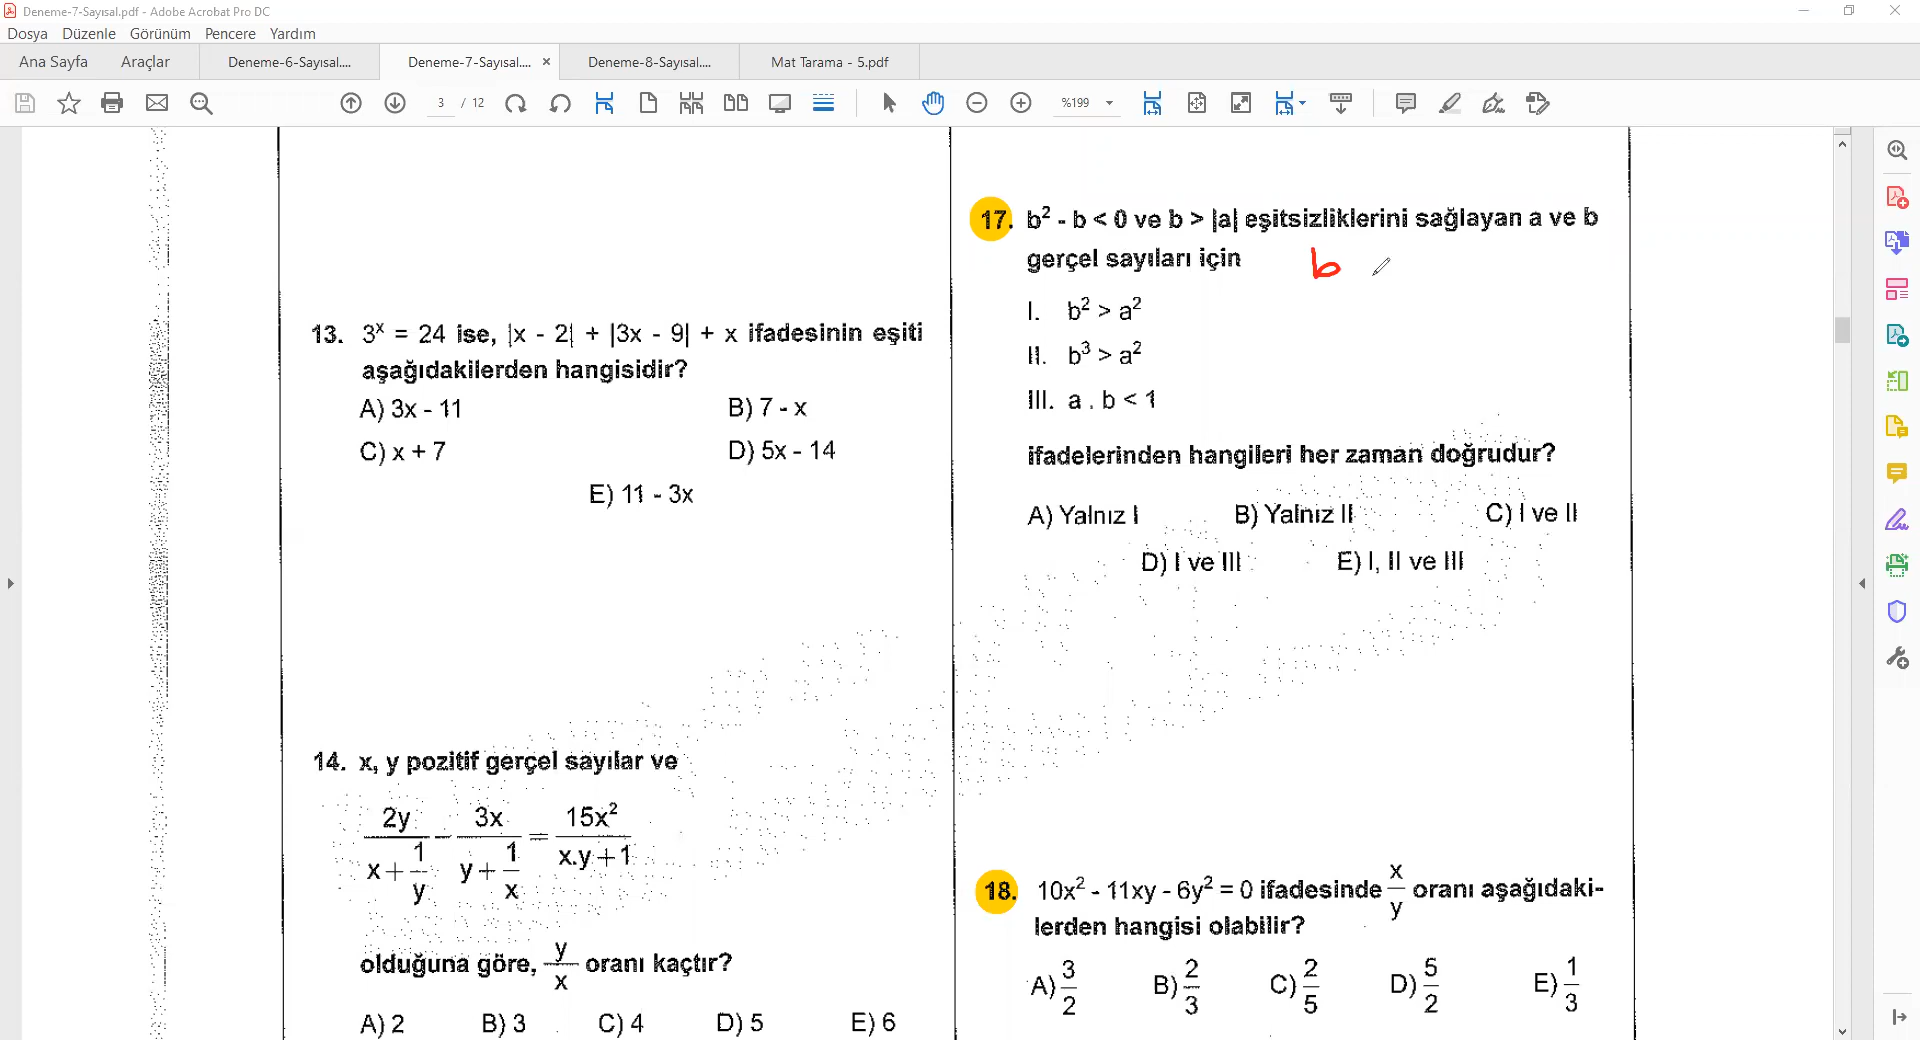 Deneme-7-Sayısal.pdf - Adobe Acrobat Pro DC
Dosya Düzenle Görünüm Pencere Yardım
Ana Sayfa Araçlar Deneme-6-Sayısal.... Deneme-7-Sayısal.... × Deneme-8-Sayısal.... Mat Tarama - 5.pdf
3 / 12 %199
13. 3^x = 24 ise, |x - 2| + |3x - 9| + x ifadesinin eşiti
aşağıdakilerden hangisidir?
A) 3x - 11 B) 7 - x
C) x + 7 D) 5x - 14
E) 11 - 3x
14. x, y pozitif gerçel sayılar ve
2y/(x+1/y) - 3x/(y+1/x) = 15x²/(x.y+1)
olduğuna göre, y/x oranı kaçtır?
A) 2 B) 3 C) 4 D) 5 E) 6
17. b² - b < 0 ve b > |a| eşitsizliklerini sağlayan a ve b
gerçel sayıları için
b
I. b² > a²
II. b³ > a²
III. a . b < 1
ifadelerinden hangileri her zaman doğrudur?
A) Yalnız I B) Yalnız II C) I ve II
D) I ve III E) I, II ve III
18. 10x² - 11xy - 6y² = 0 ifadesinde x/y oranı aşağıdaki-
lerden hangisi olabilir?
A) 3/2 B) 2/3 C) 2/5 D) 5/2 E) 1/3